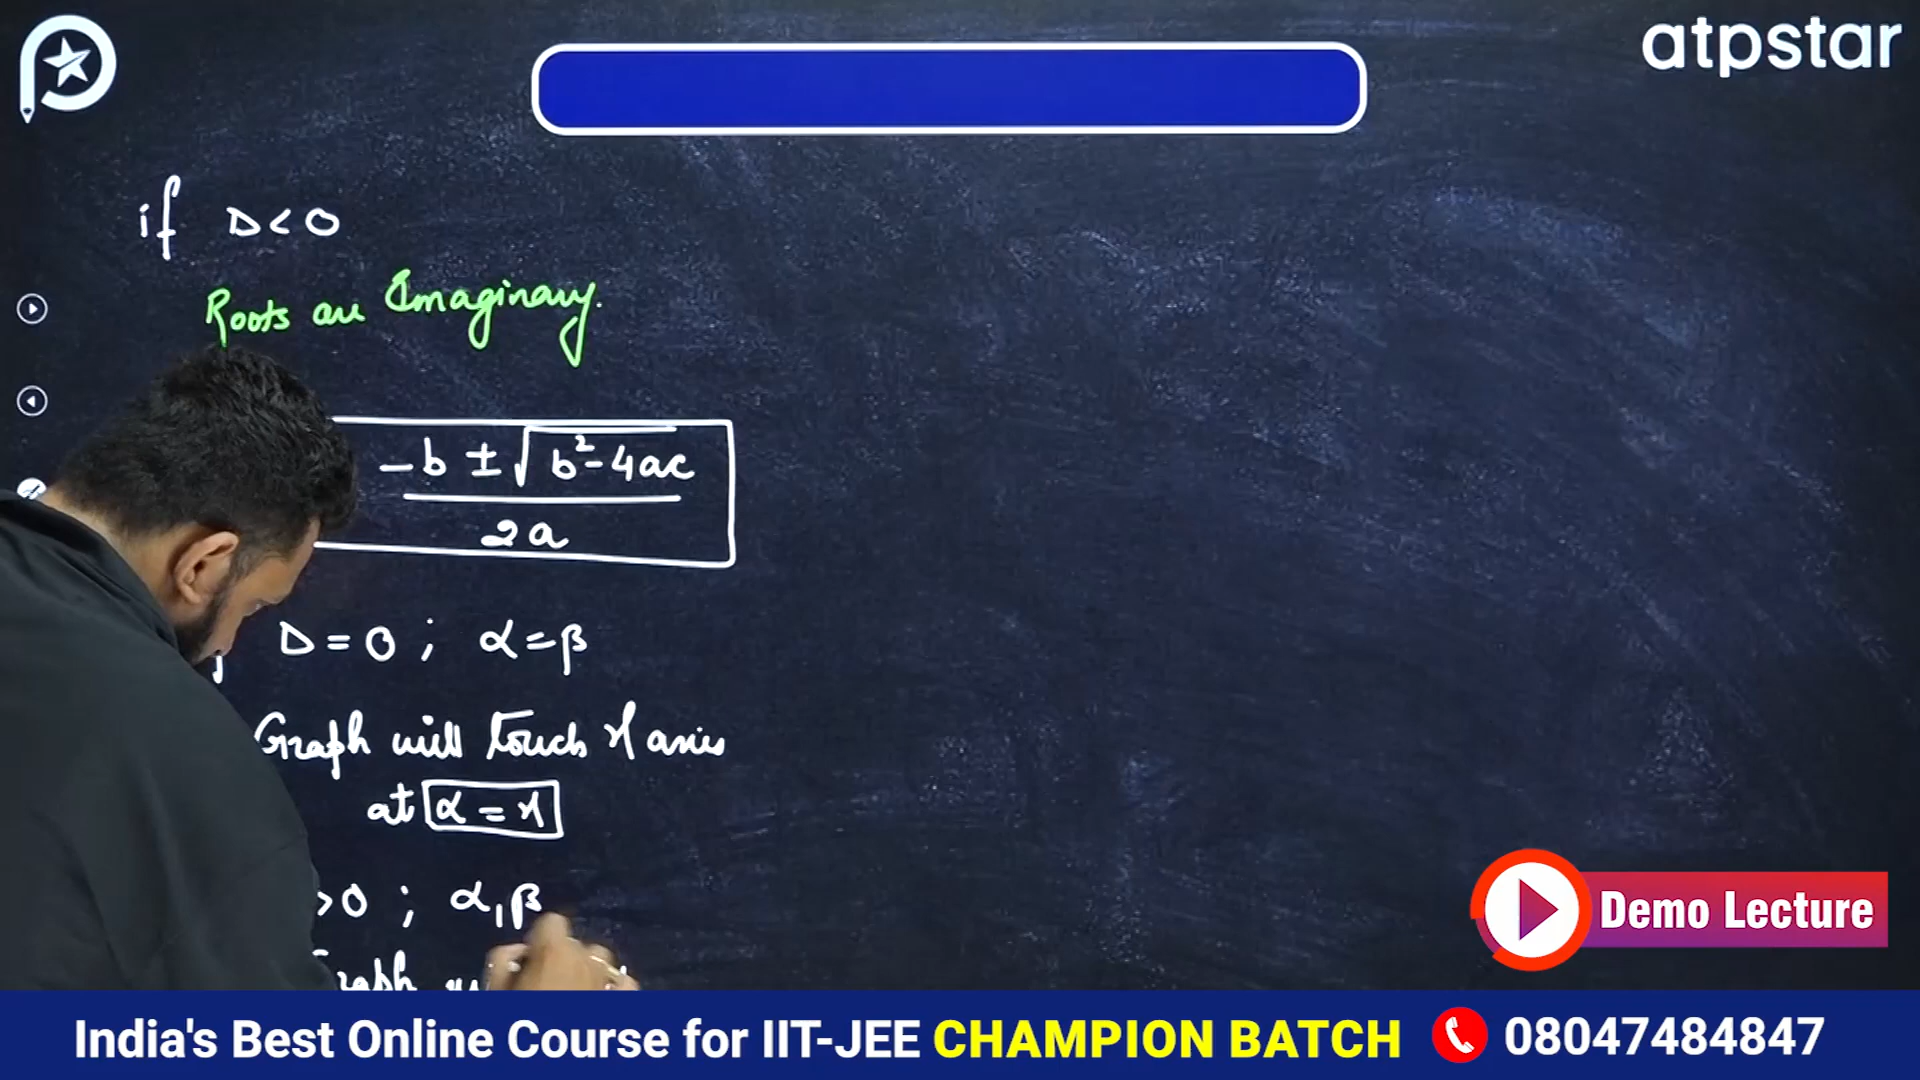 atpstar
if D<0
Roots are Imaginary.
-b ± √b²-4ac
2a
D=0 ; α=β
Graph will touch x axis
at α = x
>0 ; α, β
Demo Lecture
India's Best Online Course for IIT-JEE CHAMPION BATCH 08047484847